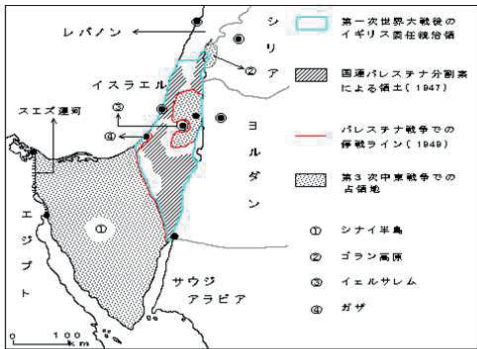 レバノン
シリア
イスラエル
②
③
④
スエズ運河
ヨルダン
①
エジプト
サウジ
アラビア
0 100
km
第一次世界大戦後の
イギリス委任統治領
国連パレスチナ分割案
による領土(1947)
パレスチナ戦争での
停戦ライン(1949)
第3次中東戦争での
占領地
① シナイ半島
② ゴラン高原
③ イェルサレム
④ ガザ